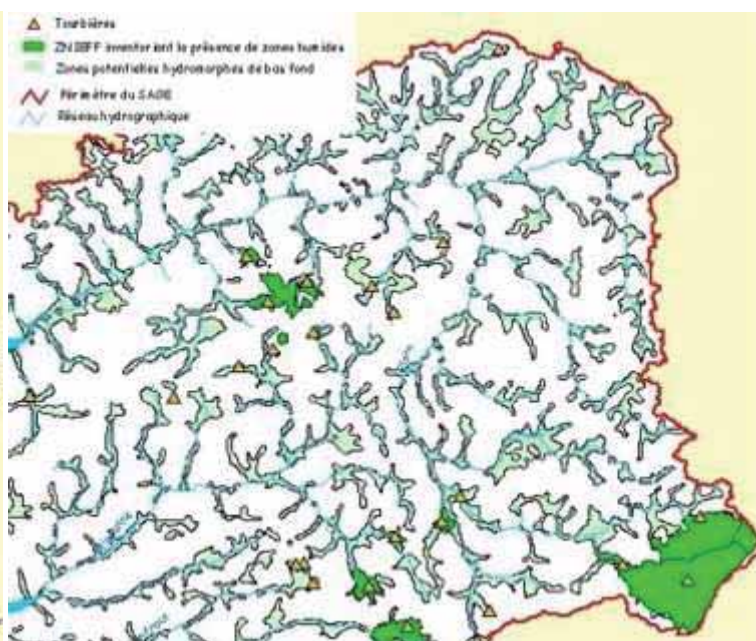 Tourbières
ZNIEFF inventoriant la présence de zones humides
Zones potentielles hydromorphes de bas fond
Périmètre du SAGE
Réseau hydrographique